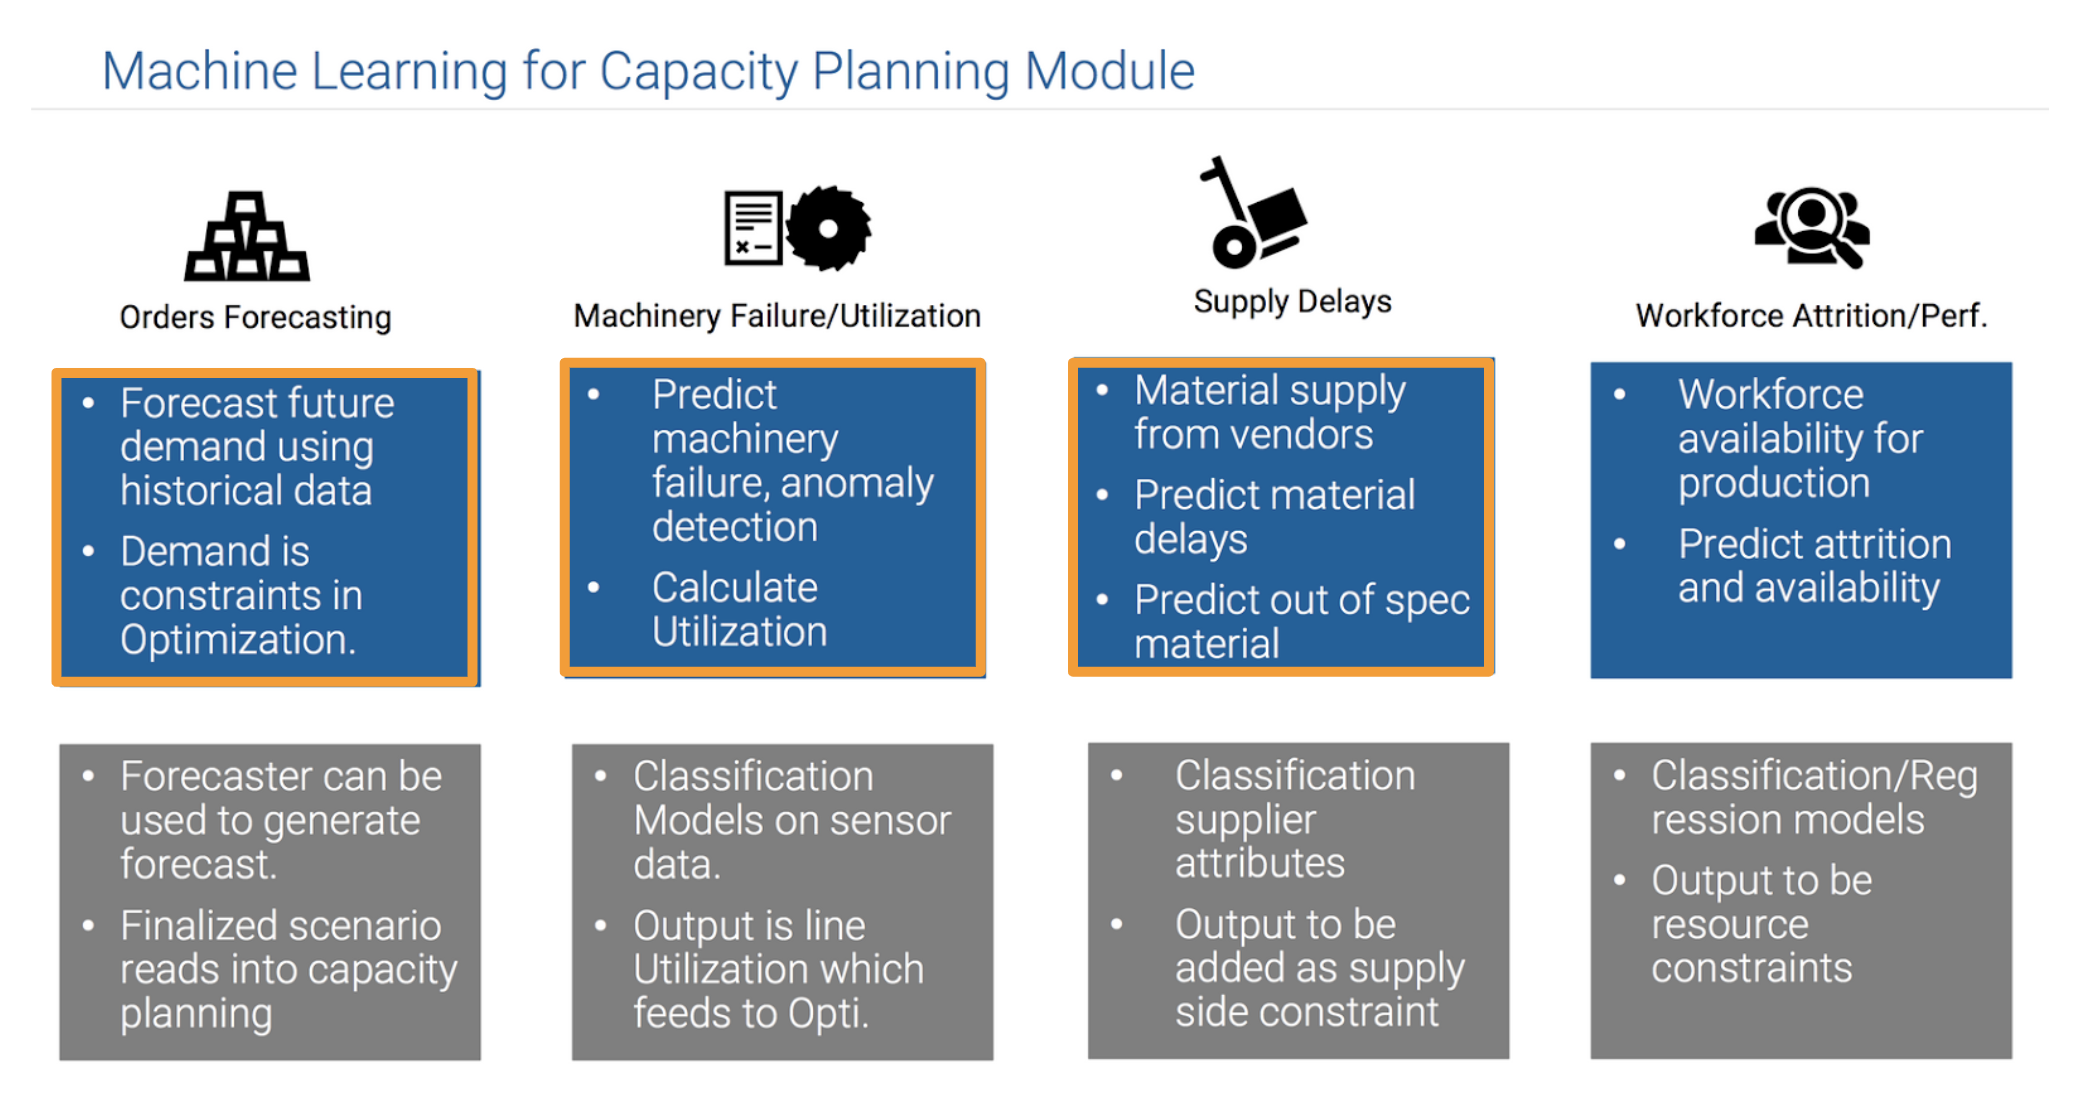 Machine Learning for Capacity Planning Module
Orders Forecasting
• Forecast future
demand using
historical data
• Demand is
constraints in
Optimization.
• Forecaster can be
used to generate
forecast.
• Finalized scenario
reads into capacity
planning
Machinery Failure/Utilization
• Predict
machinery
failure, anomaly
detection
• Calculate
Utilization
• Classification
Models on sensor
data.
• Output is line
Utilization which
feeds to Opti.
Supply Delays
• Material supply
from vendors
• Predict material
delays
• Predict out of spec
material
• Classification
supplier
attributes
• Output to be
added as supply
side constraint
Workforce Attrition/Perf.
• Workforce
availability for
production
• Predict attrition
and availability
• Classification/Reg
ression models
• Output to be
resource
constraints